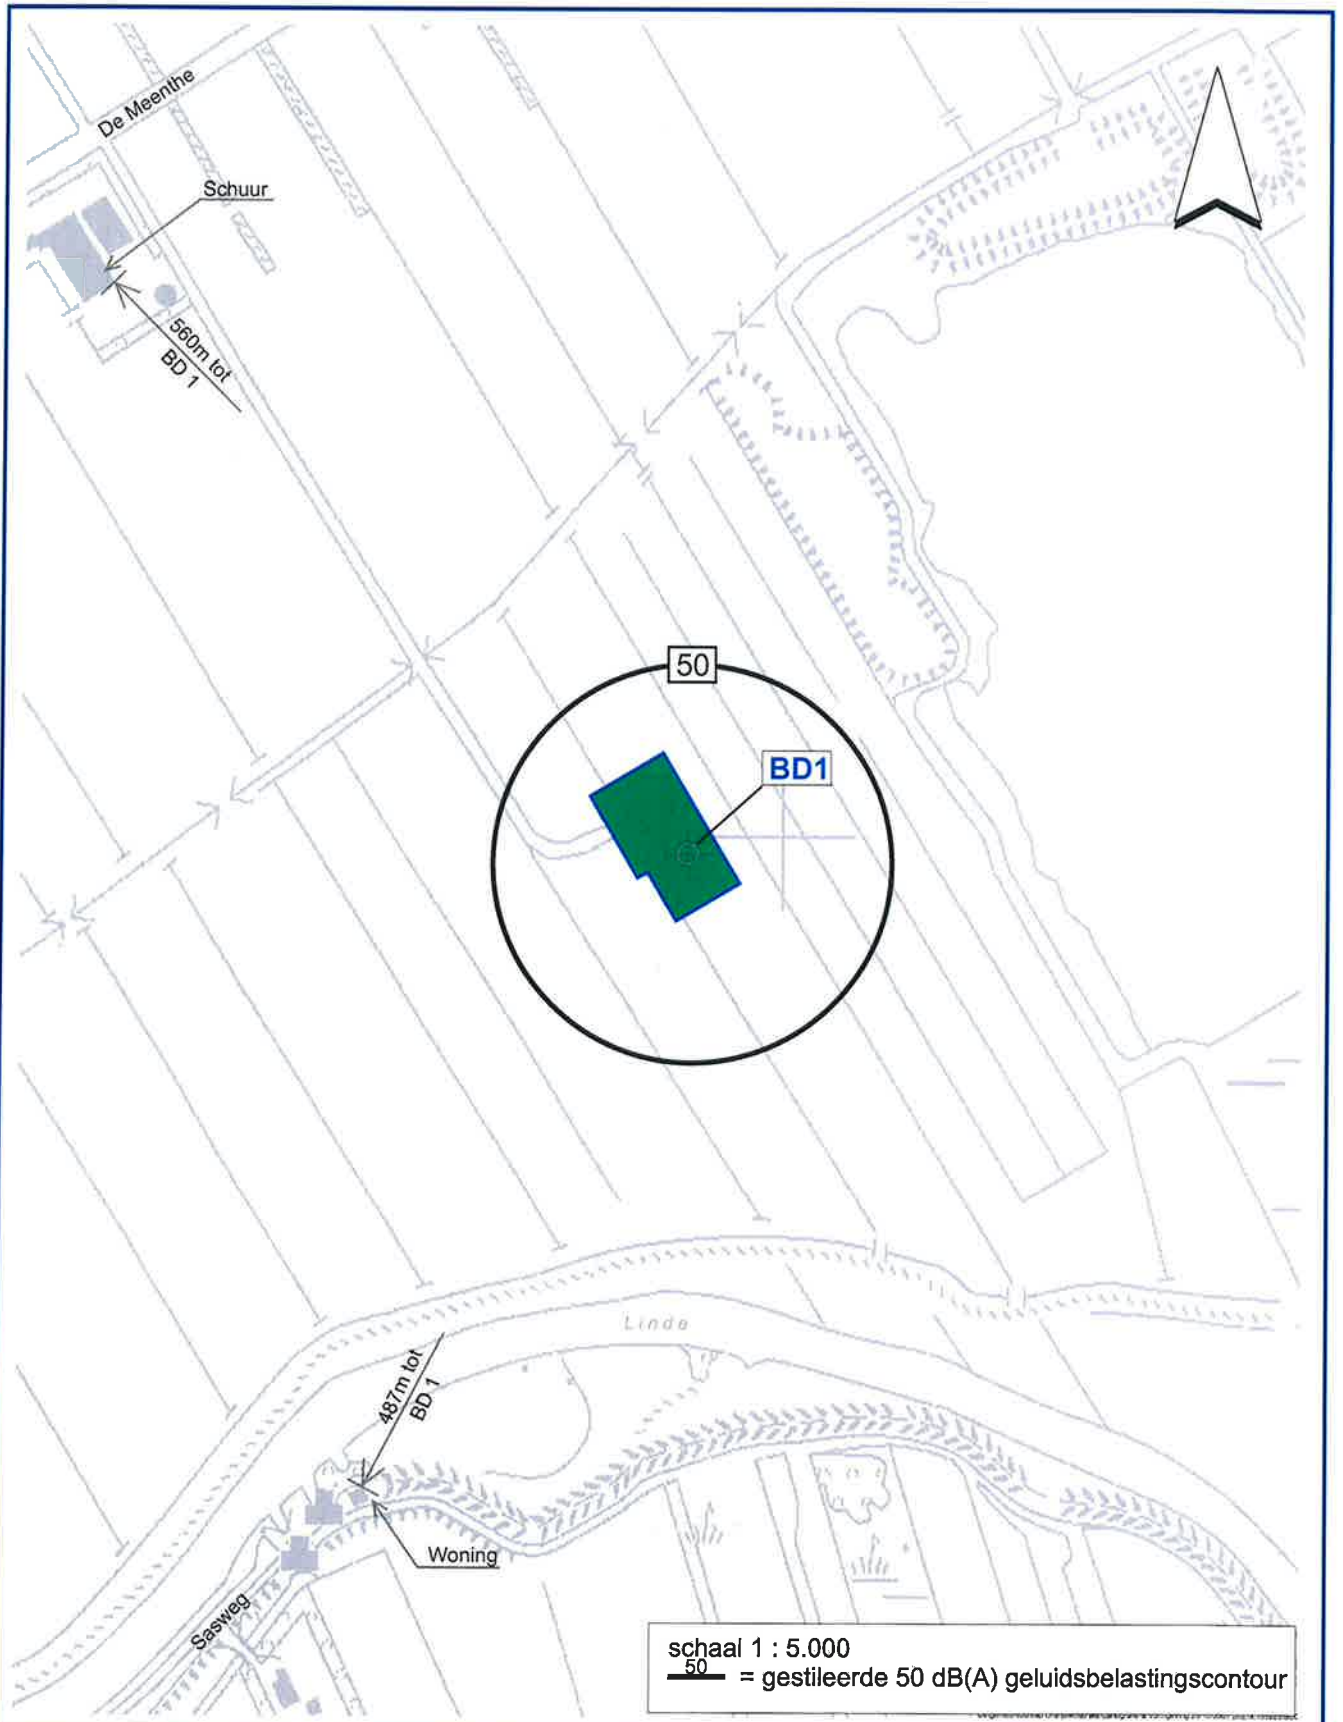 De Meenthe
Schuur
560m tot
BD 1
50
BD1
Linde
487m tot
BD 1
Woning
Sasweg
schaal 1 : 5.000
50 = gestileerde 50 dB(A) geluidsbelastingscontour